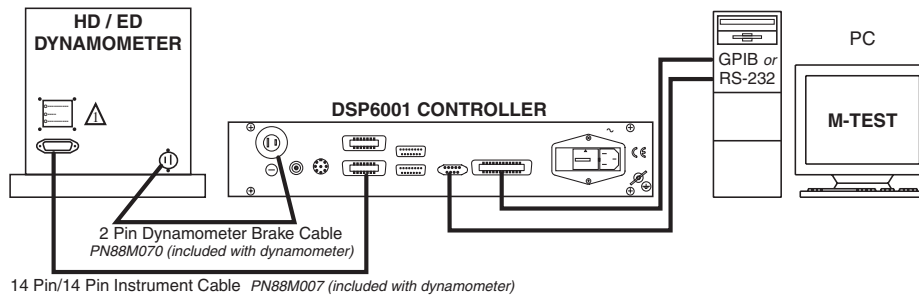 HD / ED
DYNAMOMETER
1
DSP6001 CONTROLLER
GPIB or
RS-232
PC
M-TEST
2 Pin Dynamometer Brake Cable
PN88M070 (included with dynamometer)
14 Pin/14 Pin Instrument Cable PN88M007 (included with dynamometer)